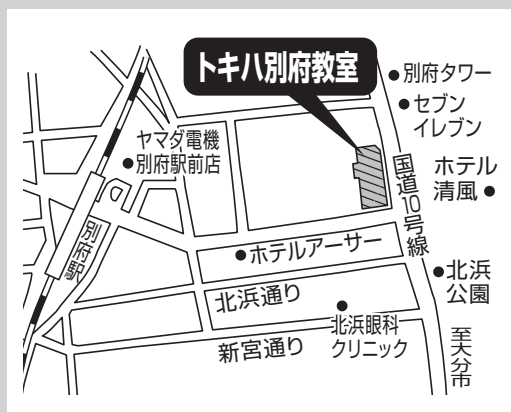 トキハ別府教室
別府タワー
セブン
イレブン
ヤマダ電機
別府駅前店
国道10号線
ホテル
清風
別府駅
ホテルアーサー
北浜通り
北浜
公園
北浜眼科
クリニック
新宮通り
至大分市